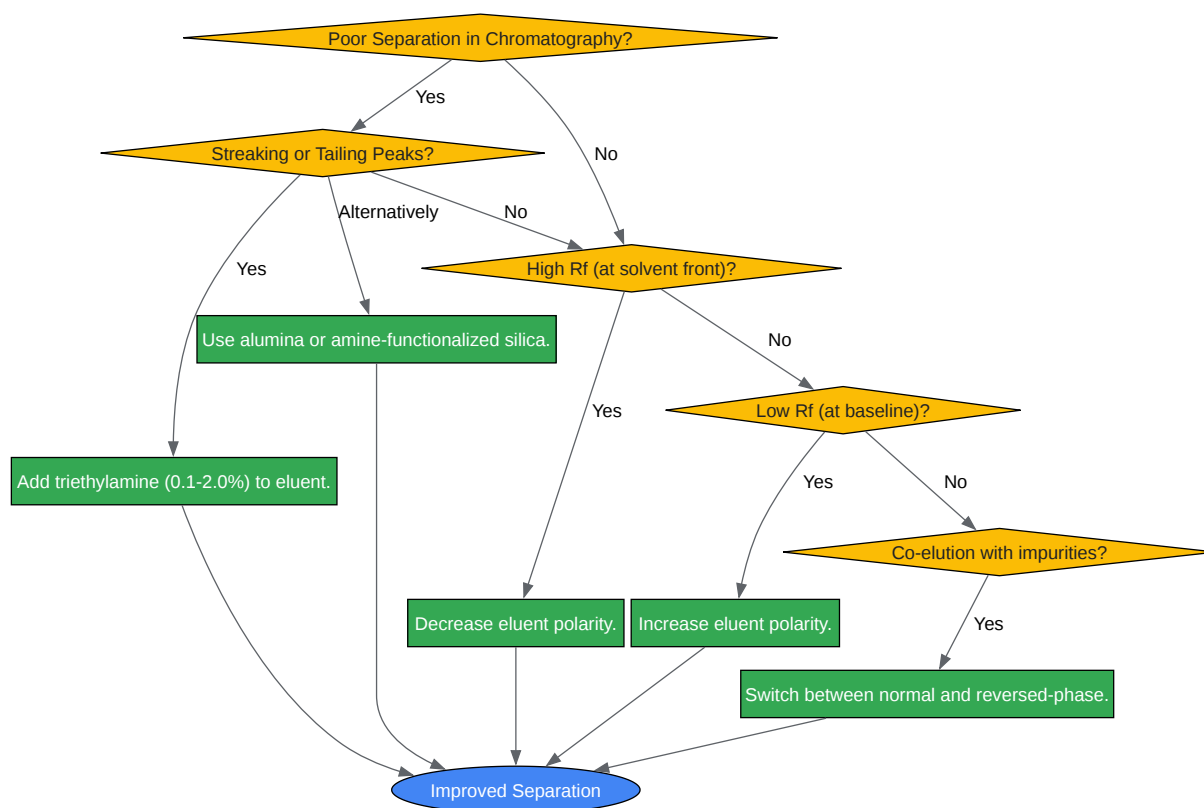 Poor Separation in Chromatography?
Yes
Streaking or Tailing Peaks?
No
Alternatively
No
Yes
High Rf (at solvent front)?
Use alumina or amine-functionalized silica.
No
Yes
Low Rf (at baseline)?
Add triethylamine (0.1-2.0%) to eluent.
Yes
No
Co-elution with impurities?
Decrease eluent polarity.
Increase eluent polarity.
Yes
Switch between normal and reversed-phase.
Improved Separation